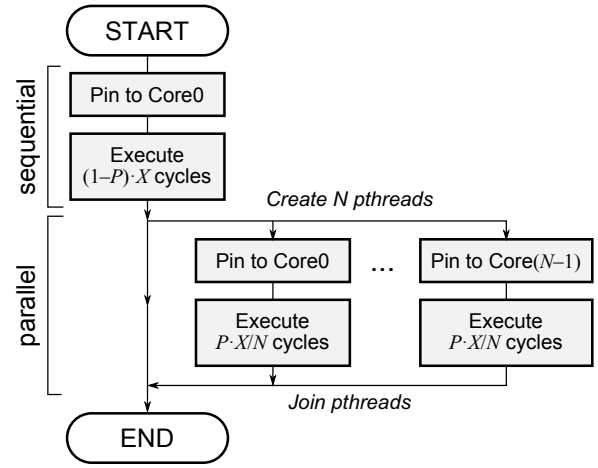 START
sequential
Pin to Core0
Execute
(1–P)·X cycles
Create N pthreads
parallel
Pin to Core0
...
Pin to Core(N–1)
Execute
P·X/N cycles
Execute
P·X/N cycles
Join pthreads
END